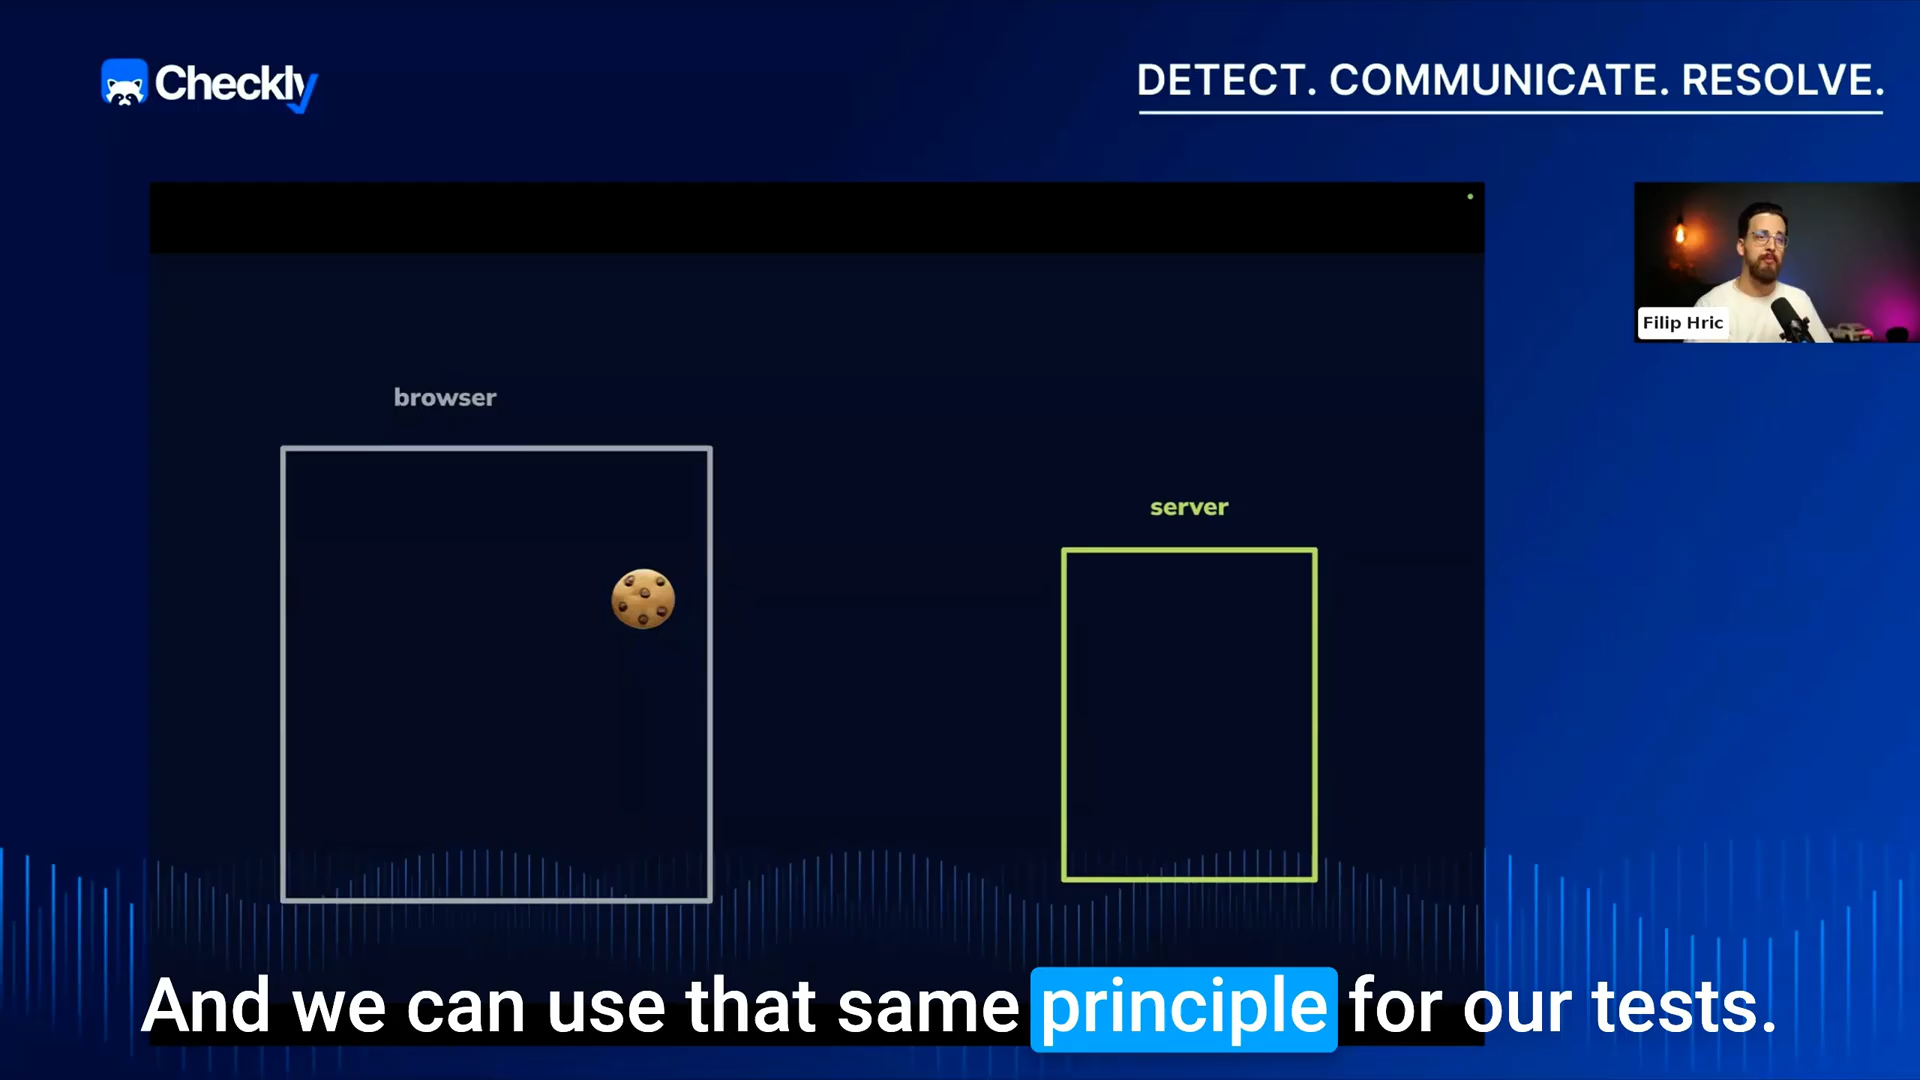 Checkly
DETECT. COMMUNICATE. RESOLVE.
Filip Hric
browser
server
And we can use that same principle for our tests.